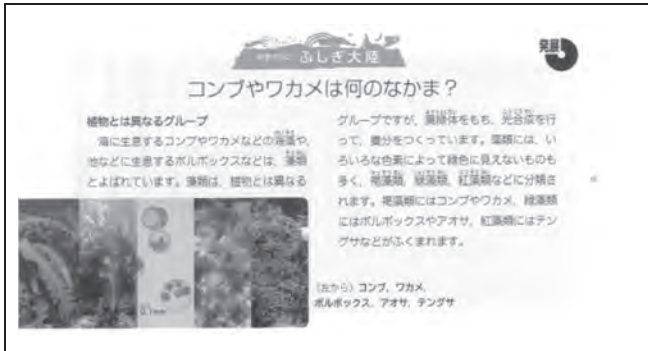 ふしぎ大陸
発展
コンブやワカメは何のなかま？
植物とは異なるグループ
海に生息するコンブやワカメなどの海藻や，
池などに生息するボルボックスなどは，藻類
とよばれています。藻類は，植物とは異なる
グループですが，葉緑体をもち，光合成を行
って，養分をつくっています。藻類には，い
ろいろな色素によって緑色に見えないものも
多く，褐藻類，緑藻類，紅藻類などに分類さ
れます。褐藻類にはコンブやワカメ，緑藻類
にはボルボックスやアオサ，紅藻類にはテン
グサなどがふくまれます。
0.1mm
（左から）コンブ，ワカメ，
ボルボックス，アオサ，テングサ